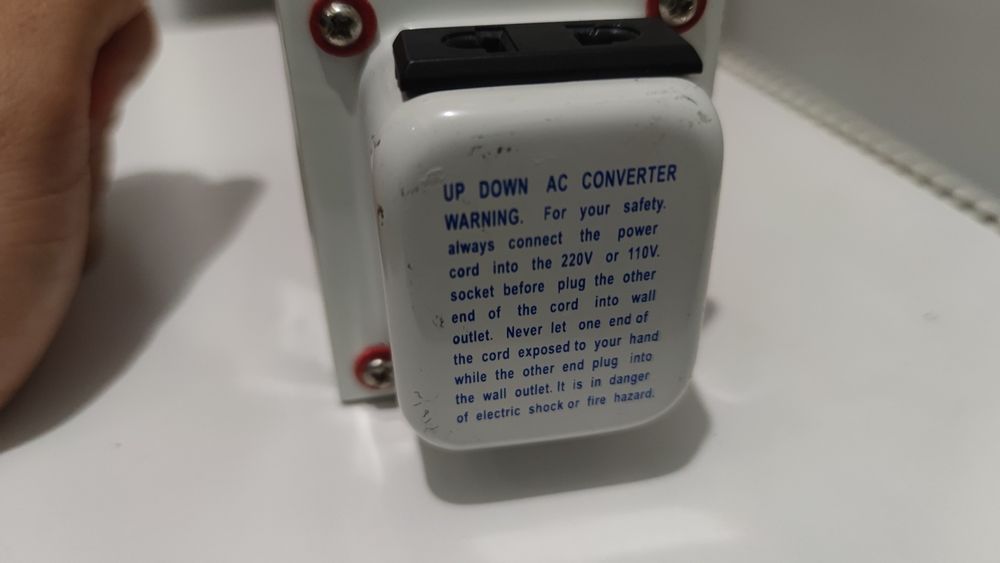 UP DOWN AC CONVERTER
WARNING. For your safety.
always connect the power
cord into the 220V or 110V.
socket before plug the other
end of the cord into wall
outlet. Never let one end of
the cord exposed to your hand
while the other end plug into
the wall outlet. It is in danger
of electric shock or fire hazard.